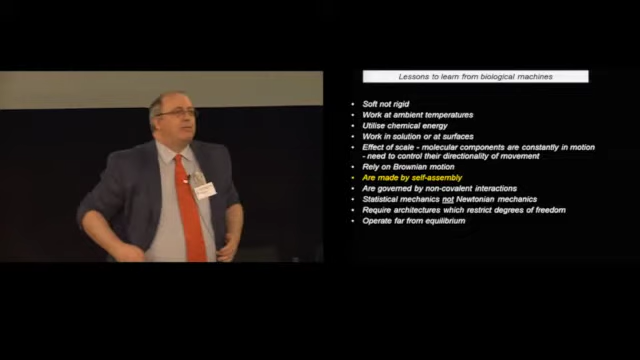 Lessons to learn from biological machines
• Soft not rigid
• Work at ambient temperatures
• Utilise chemical energy
• Work in solution or at surfaces
• Effect of scale - molecular components are constantly in motion
- need to control their directionality of movement
• Rely on Brownian motion
• Are made by self-assembly
• Are governed by non-covalent interactions
• Statistical mechanics not Newtonian mechanics
• Require architectures which restrict degrees of freedom
• Operate far from equilibrium